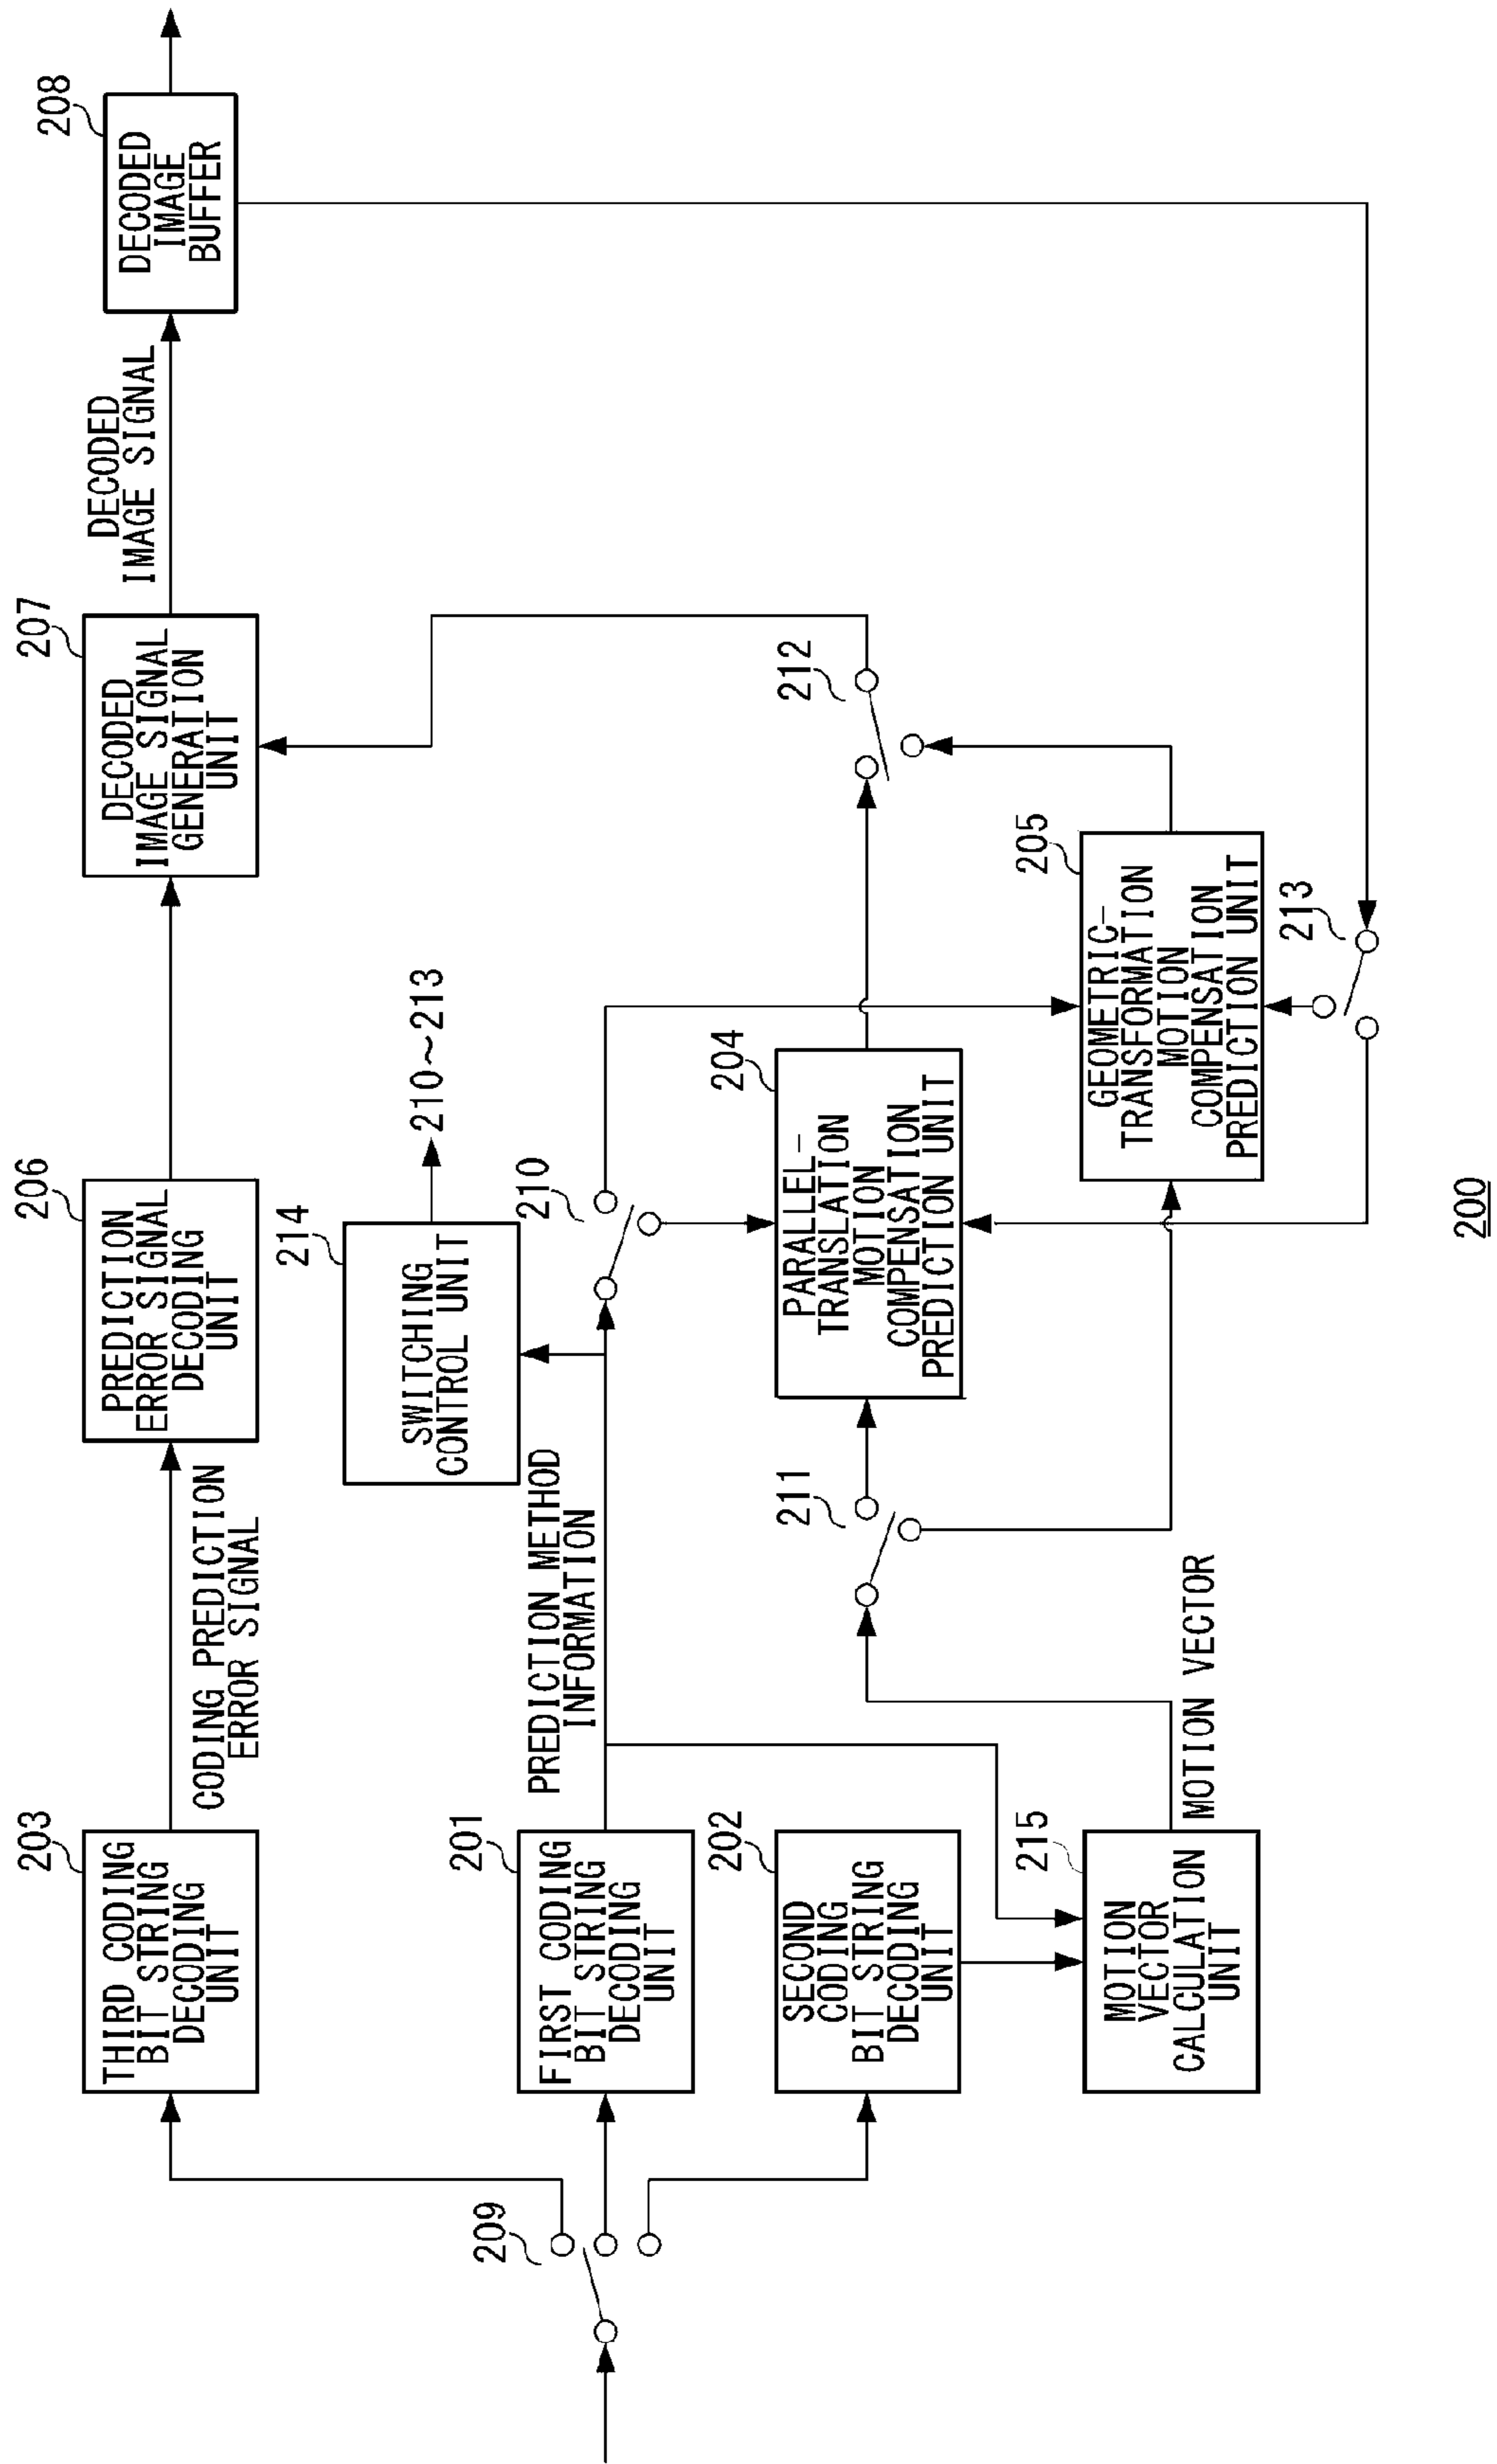 203
THIRD CODING
BIT STRING
DECODING
UNIT
CODING PREDICTION
ERROR SIGNAL
206
PREDICTION
ERROR SIGNAL
DECODING
UNIT
207
DECODED
IMAGE SIGNAL
GENERATION
UNIT
DECODED
IMAGE SIGNAL
208
DECODED
IMAGE
BUFFER
209
201
FIRST CODING
BIT STRING
DECODING
UNIT
PREDICTION METHOD
INFORMATION
214
SWITCHING
CONTROL UNIT
210~213
210
202
SECOND
CODING
BIT STRING
DECODING
UNIT
211
204
PARALLEL-
TRANSLATION
MOTION
COMPENSATION
PREDICTION UNIT
212
215
MOTION
VECTOR
CALCULATION
UNIT
MOTION VECTOR
205
GEOMETRIC-
TRANSFORMATION
MOTION
COMPENSATION
PREDICTION UNIT
213
200